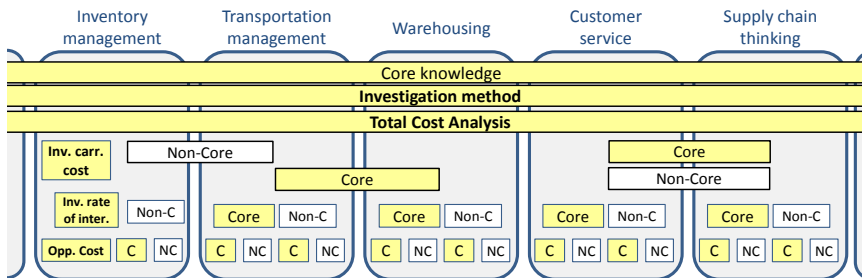 Inventory
management
Transportation
management
Warehousing
Customer
service
Supply chain
thinking
Core knowledge
Investigation method
Total Cost Analysis
Inv. carr.
cost
Non-Core
Core
Core
Non-Core
Inv. rate
of inter.
Non-C
Core
Non-C
Core
Non-C
Core
Non-C
Core
Non-C
Opp. Cost
C
NC
C
NC
C
NC
C
NC
C
NC
C
NC
C
NC
C
NC
C
NC